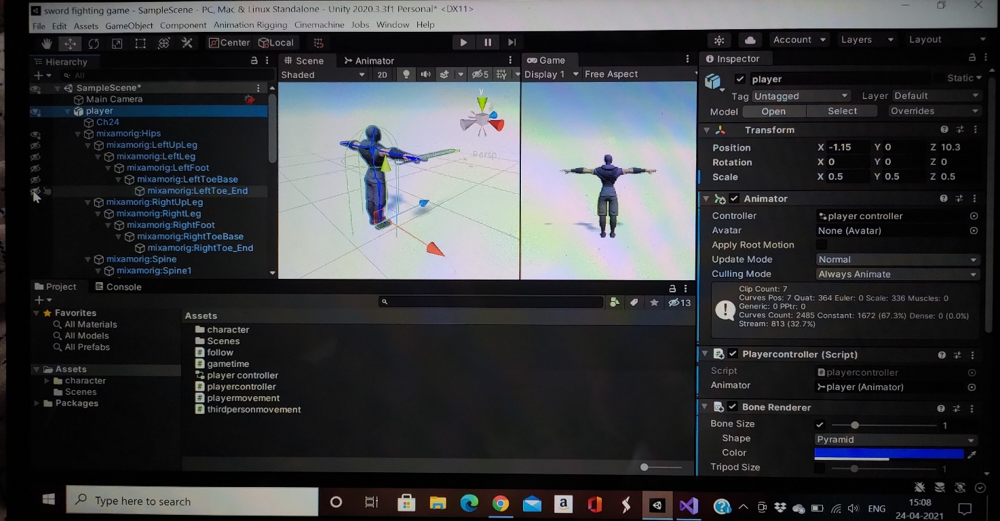 sword fighting game - SampleScene - PC, Mac & Linux Standalone - Unity 2020.3.3f1 Personal* <DX11>
File Edit Assets GameObject Component Animation Rigging Cinemachine Jobs Window Help
Center Local Account Layers Layout
Hierarchy
All
SampleScene*
Main Camera
player
Ch24
mixamorig:Hips
mixamorig:LeftUpLeg
mixamorig:LeftLeg
mixamorig:LeftFoot
mixamorig:LeftToeBase
mixamorig:LeftToe_End
mixamorig:RightUpLeg
mixamorig:RightLeg
mixamorig:RightFoot
mixamorig:RightToeBase
mixamorig:RightToe_End
mixamorig:Spine
mixamorig:Spine1
Scene Animator
Shaded 2D 5
y
Persp
Game
Display 1 Free Aspect
Inspector
player Static
Tag Untagged Layer Default
Model Open Select Overrides
Transform
Position X -1.15 Y 0 Z 10.3
Rotation X 0 Y 0 Z 0
Scale X 0.5 Y 0.5 Z 0.5
Animator
Controller player controller
Avatar None (Avatar)
Apply Root Motion
Update Mode Normal
Culling Mode Always Animate
Clip Count: 7
Curves Pos: 7 Quat: 364 Euler: 0 Scale: 336 Muscles: 0
Generic: 0 PPtr: 0
Curves Count: 2485 Constant: 1672 (67.3%) Dense: 0 (0.0%)
Stream: 813 (32.7%)
Playercontroller (Script)
Script playercontroller
Animator player (Animator)
Bone Renderer
Bone Size 1
Shape Pyramid
Color
Tripod Size 1
Project Console
13
Favorites
All Materials
All Models
All Prefabs
Assets
character
Scenes
Packages
Assets
character
Scenes
follow
gametime
player controller
playercontroller
playermovement
thirdpersonmovement
Type here to search
a
ENG
15:08
24-04-2021